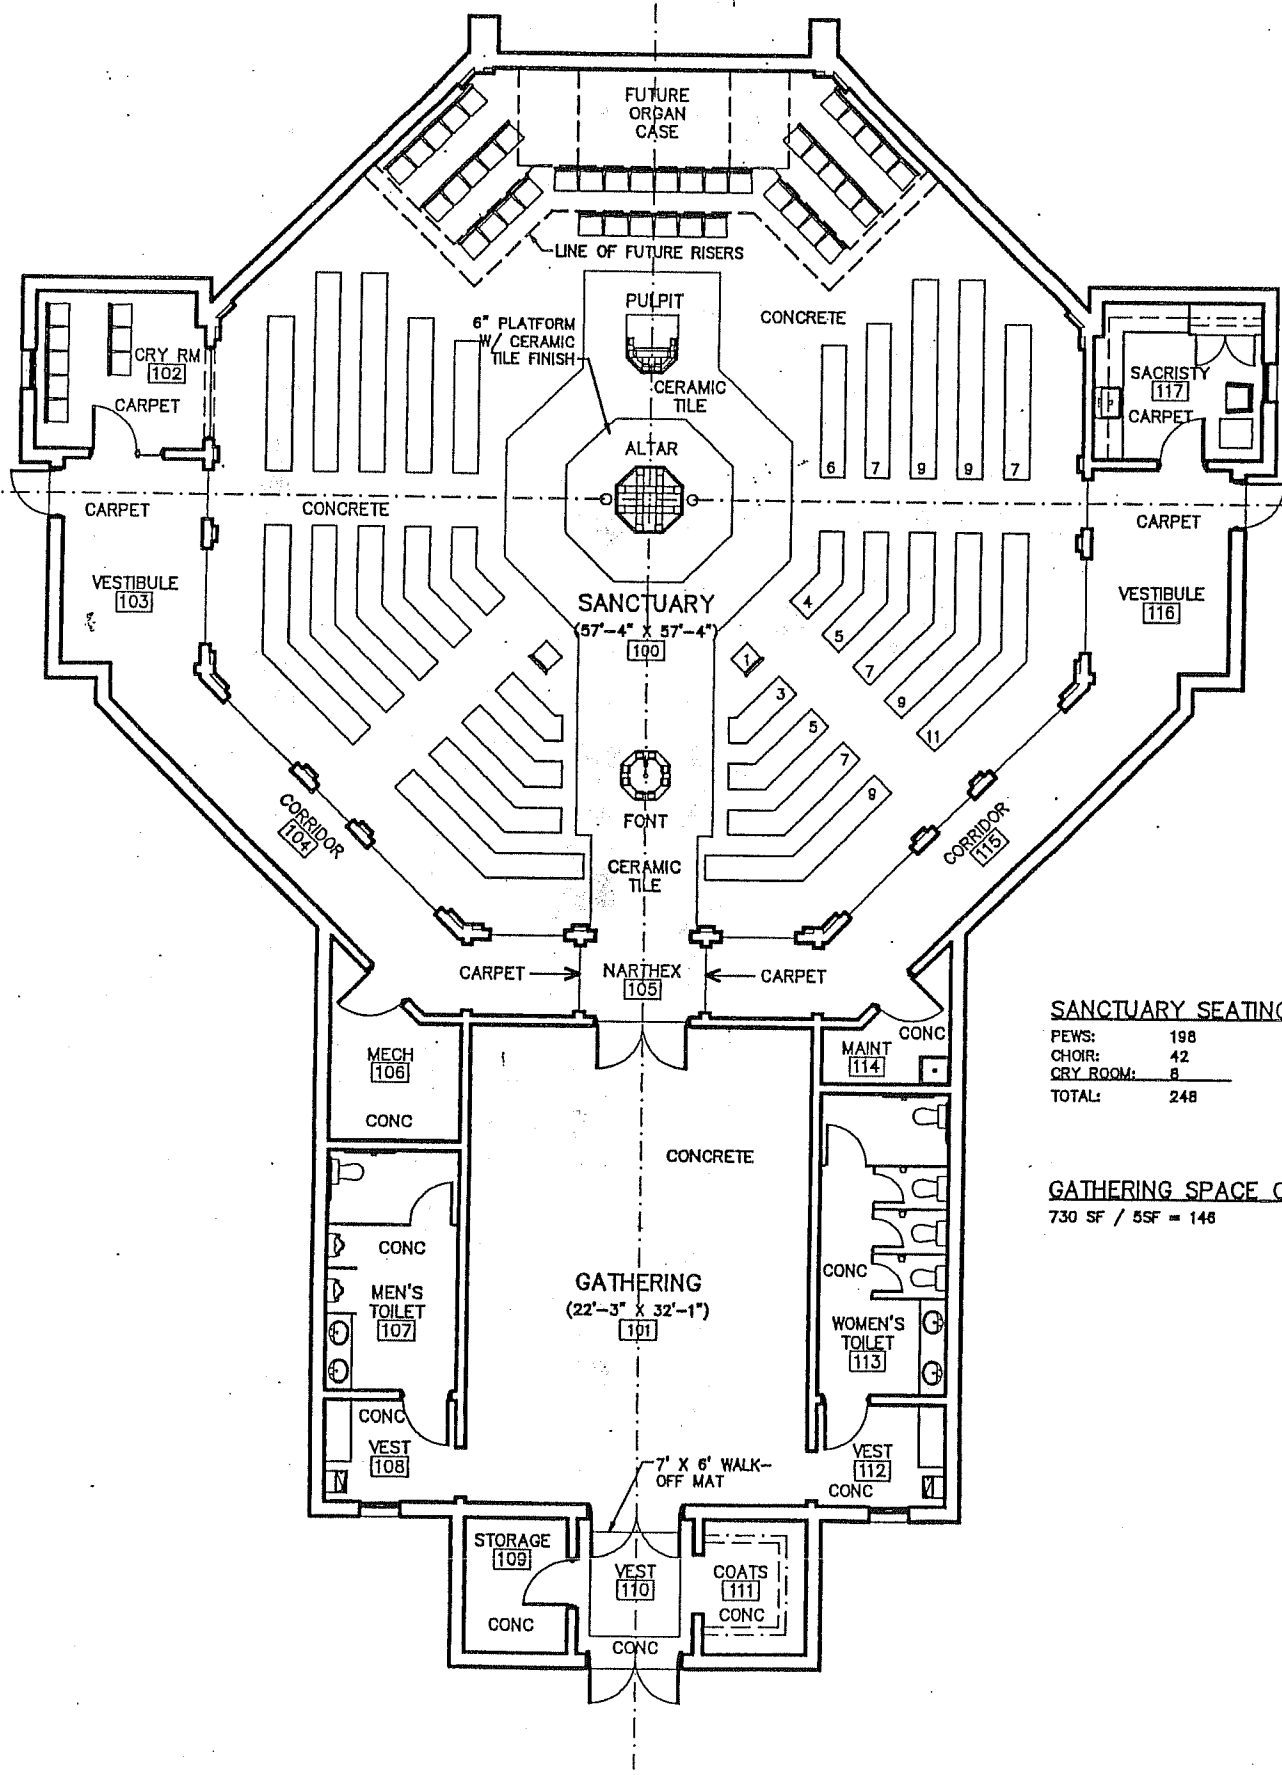 FUTURE
ORGAN
CASE
LINE OF FUTURE RISERS
PULPIT
6" PLATFORM
W/ CERAMIC
TILE FINISH
CONCRETE
CERAMIC
TILE
CRY RM
102
CARPET
SACRISTY
117
CARPET
ALTAR
6
7
9
9
7
CARPET
CONCRETE
CARPET
VESTIBULE
103
VESTIBULE
116
SANCTUARY
(57'-4" X 57'-4")
100
4
5
7
9
11
1
3
5
7
9
FONT
CERAMIC
TILE
CORRIDOR
104
CORRIDOR
115
CARPET
NARTHEX
105
CARPET
SANCTUARY SEATING
PEWS: 198
CHOIR: 42
CRY ROOM: 8
TOTAL: 248
MECH
106
CONC
CONC
MAINT
114
CONCRETE
GATHERING SPACE
730 SF / 5SF = 146
CONC
MEN'S
TOILET
107
CONC
WOMEN'S
TOILET
113
GATHERING
(22'-3" X 32'-1")
101
CONC
VEST
108
VEST
112
CONC
7' X 6' WALK-
OFF MAT
STORAGE
109
CONC
VEST
110
CONC
COATS
111
CONC